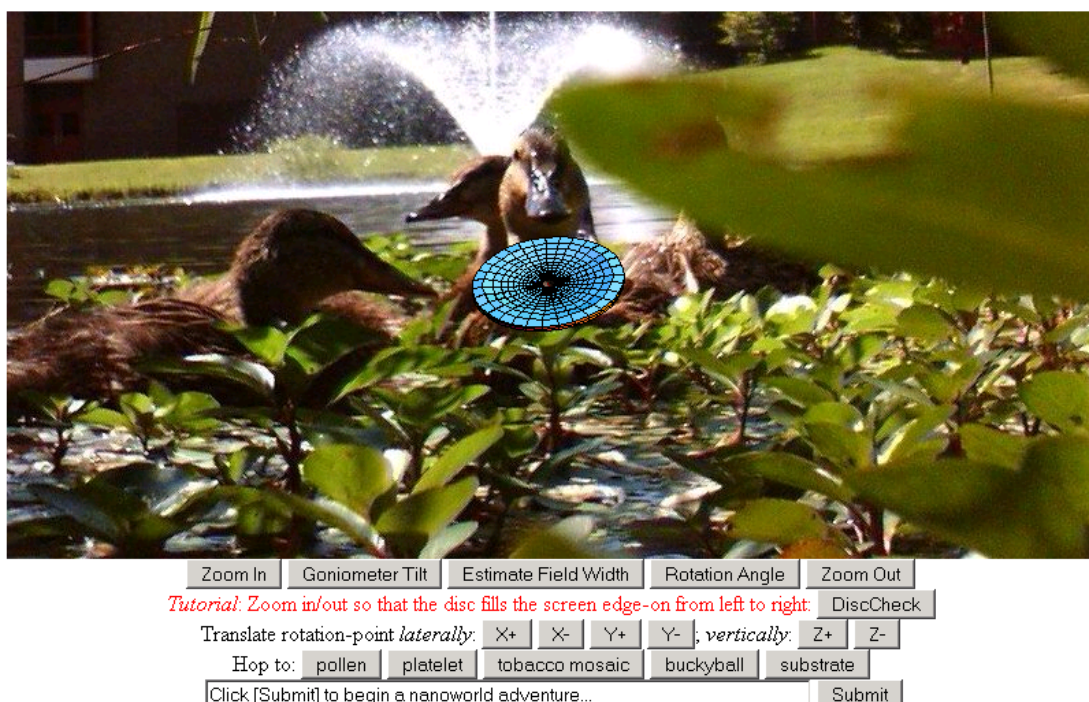 Zoom In Goniometer Tilt Estimate Field Width Rotation Angle Zoom Out
Tutorial: Zoom in/out so that the disc fills the screen edge-on from left to right: DiscCheck
Translate rotation-point laterally: X+ X- Y+ Y- ; vertically: Z+ Z-
Hop to: pollen platelet tobacco mosaic buckyball substrate
Click [Submit] to begin a nanoworld adventure... Submit